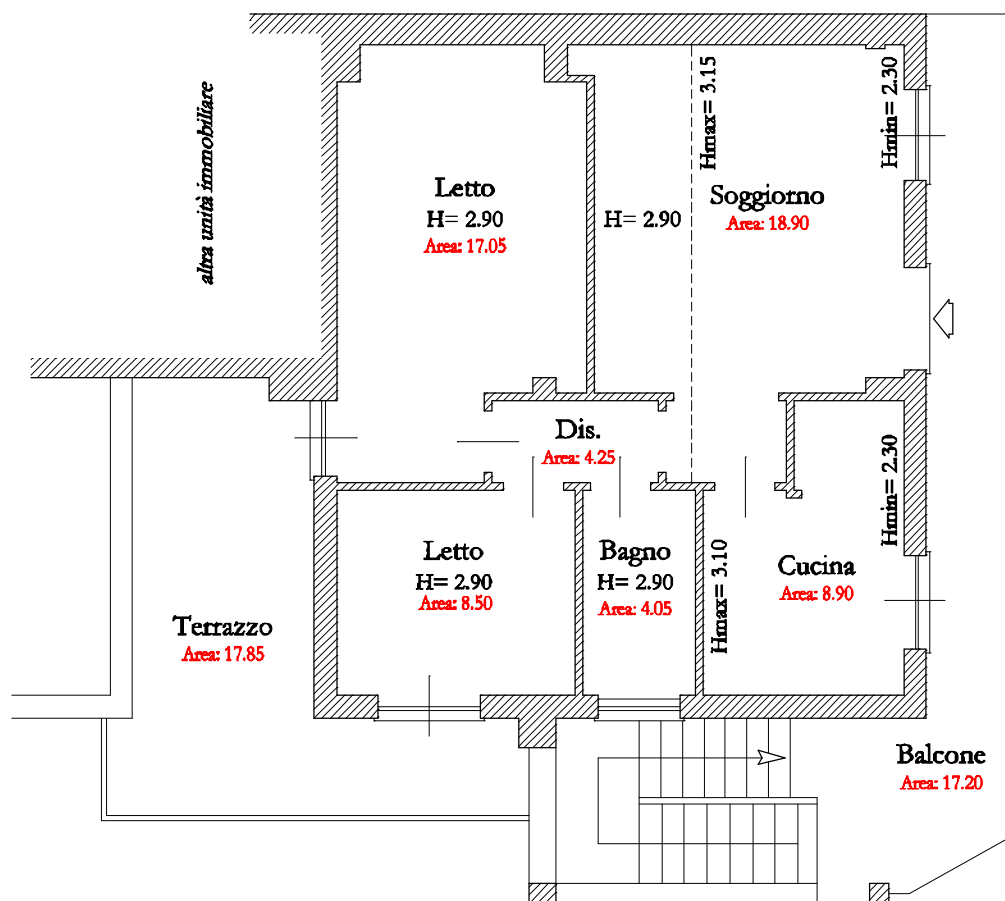 altra unità immobiliare
Letto
H= 2.90
Area: 17.05
H= 2.90
Hmax= 3.15
Soggiorno
Area: 18.90
Hmin= 2.30
Dis.
Area: 4.25
Letto
H= 2.90
Area: 8.50
Bagno
H= 2.90
Area: 4.05
Hmax= 3.10
Cucina
Area: 8.90
Hmin= 2.30
Terrazzo
Area: 17.85
Balcone
Area: 17.20